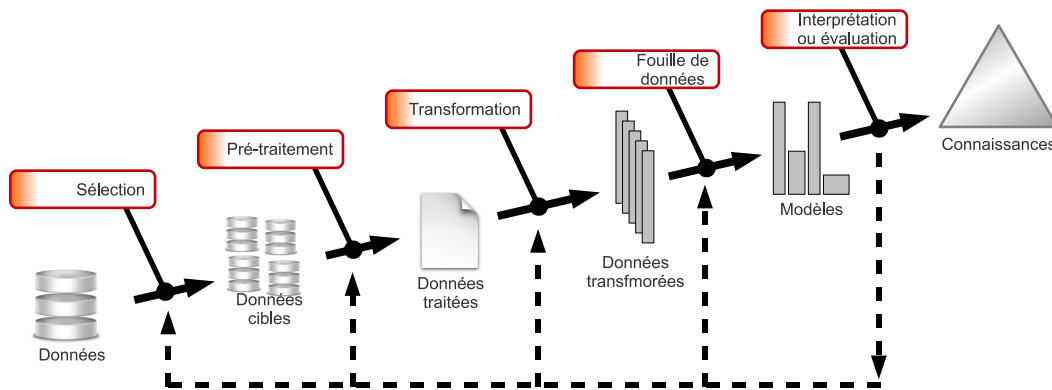 Sélection
Pré-traitement
Transformation
Fouille de
données
Interprétation
ou évaluation
Données
Données
cibles
Données
traitées
Données
transfmorées
Modèles
Connaissances